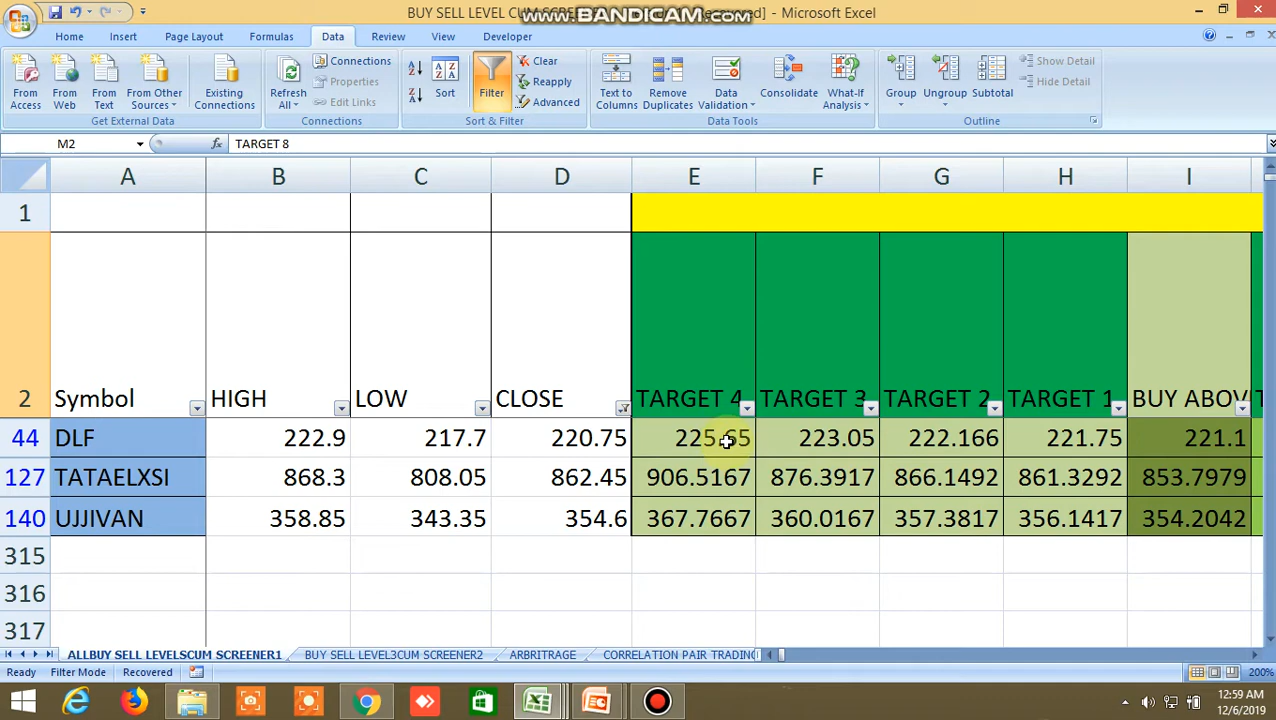 BUY SELL LEVEL CUM SCREE
www.BANDICAM.com
] - Microsoft Excel
Home Insert Page Layout Formulas Data Review View Developer
From Access
From Web
From Text
From Other Sources
Existing Connections
Get External Data
Refresh All
Connections
Properties
Edit Links
Connections
Sort
Filter
Clear
Reapply
Advanced
Sort & Filter
Text to Columns
Remove Duplicates
Data Validation
Consolidate
What-If Analysis
Data Tools
Group
Ungroup
Subtotal
Show Detail
Hide Detail
Outline
M2 fx TARGET 8
A B C D E F G H I
1
2 Symbol HIGH LOW CLOSE TARGET 4 TARGET 3 TARGET 2 TARGET 1 BUY ABOV T
44 DLF 222.9 217.7 220.75 223.05 222.166 221.75 221.1
127 TATAELXSI 868.3 808.05 862.45 906.5167 876.3917 866.1492 861.3292 853.7979
140 UJJIVAN 358.85 343.35 354.6 367.7667 360.0167 357.3817 356.1417 354.2042
315
316
317
ALLBUY SELL LEVELSCUM SCREENER1 BUY SELL LEVEL3CUM SCREENER2 ARBRITRAGE CORRELATION PAIR TRADING
Ready Filter Mode Recovered 200%
12:59 AM
12/6/2019